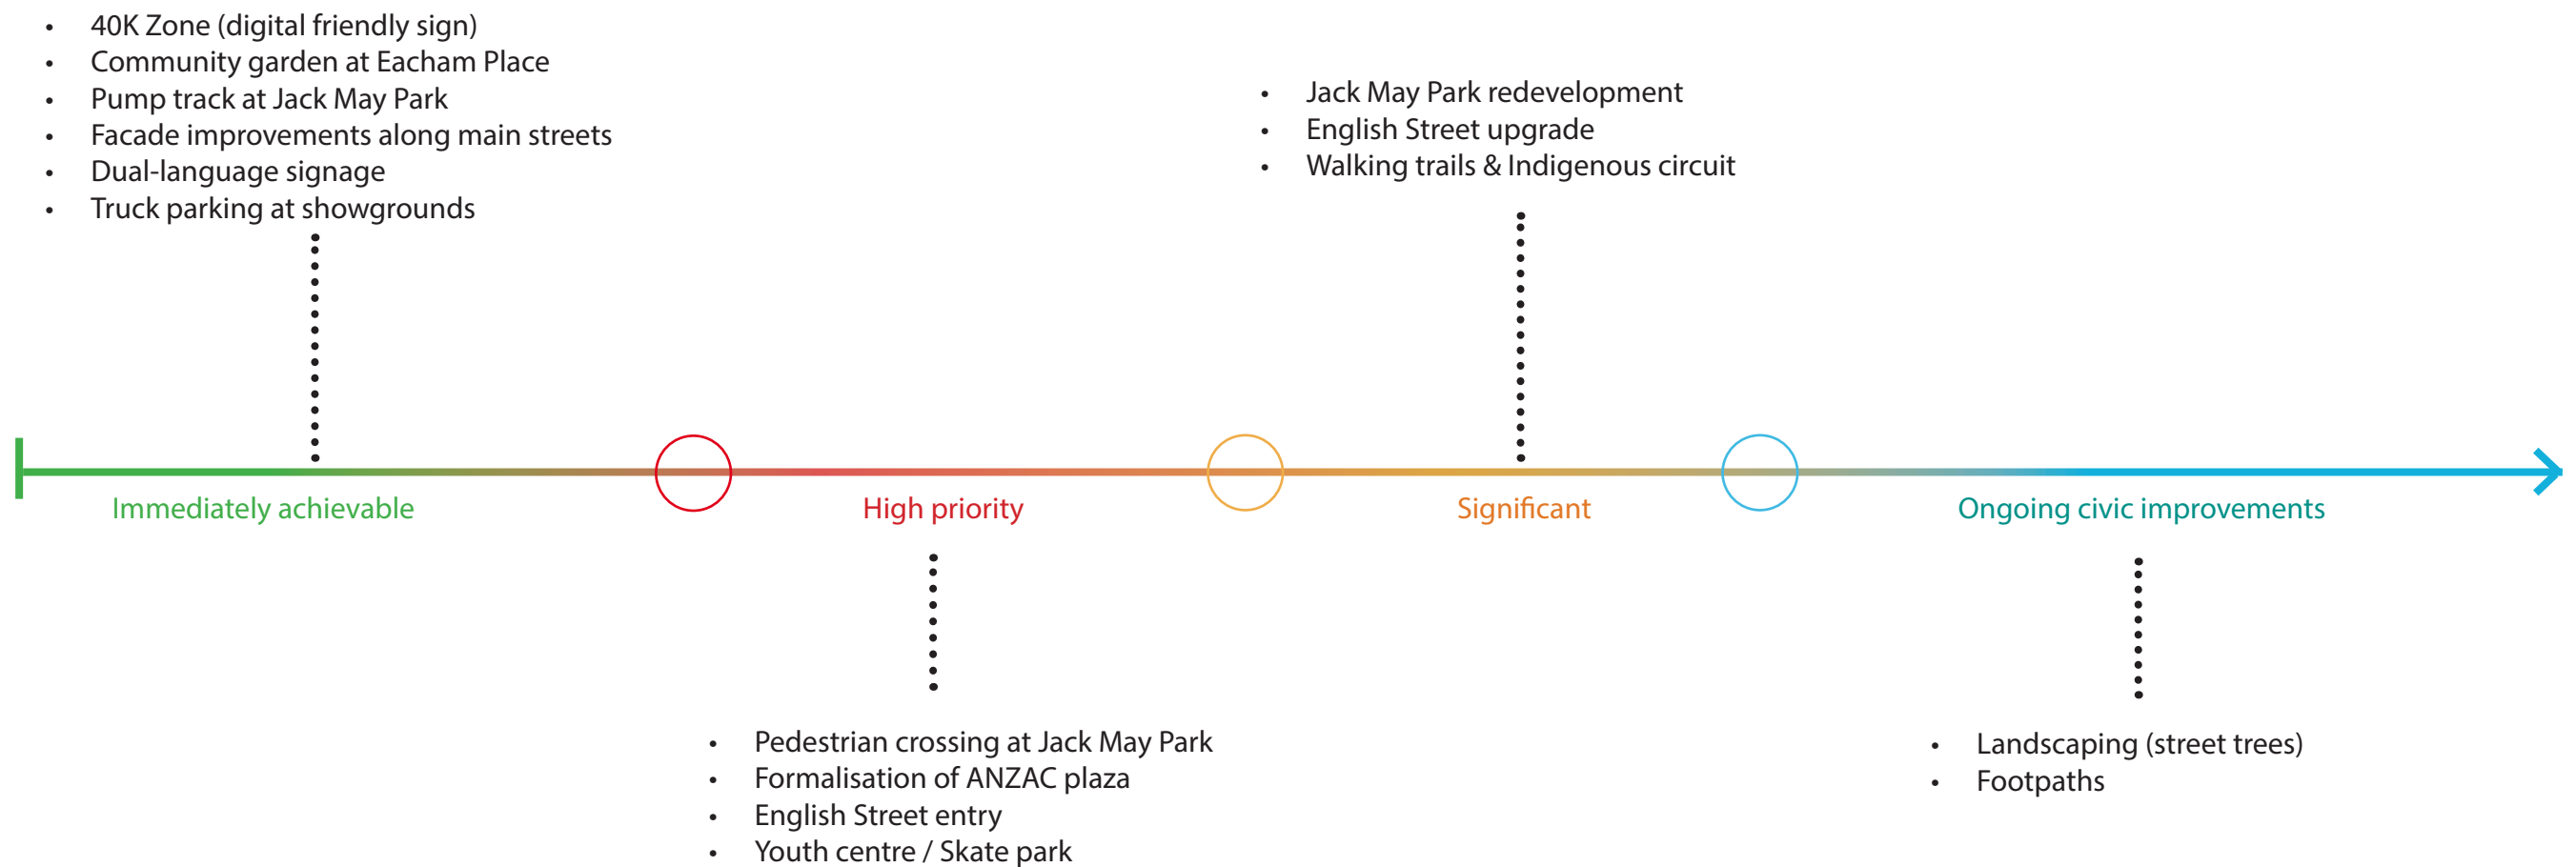 • 40K Zone (digital friendly sign)
• Community garden at Eacham Place
• Pump track at Jack May Park
• Facade improvements along main streets
• Dual-language signage
• Truck parking at showgrounds
• Jack May Park redevelopment
• English Street upgrade
• Walking trails & Indigenous circuit
Immediately achievable
High priority
Significant
Ongoing civic improvements
• Pedestrian crossing at Jack May Park
• Formalisation of ANZAC plaza
• English Street entry
• Youth centre / Skate park
• Landscaping (street trees)
• Footpaths